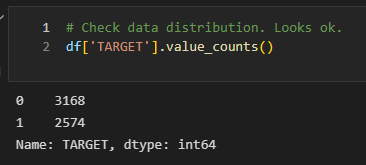 1 # Check data distribution. Looks ok.
2 df['TARGET'].value_counts()
0 3168
1 2574
Name: TARGET, dtype: int64